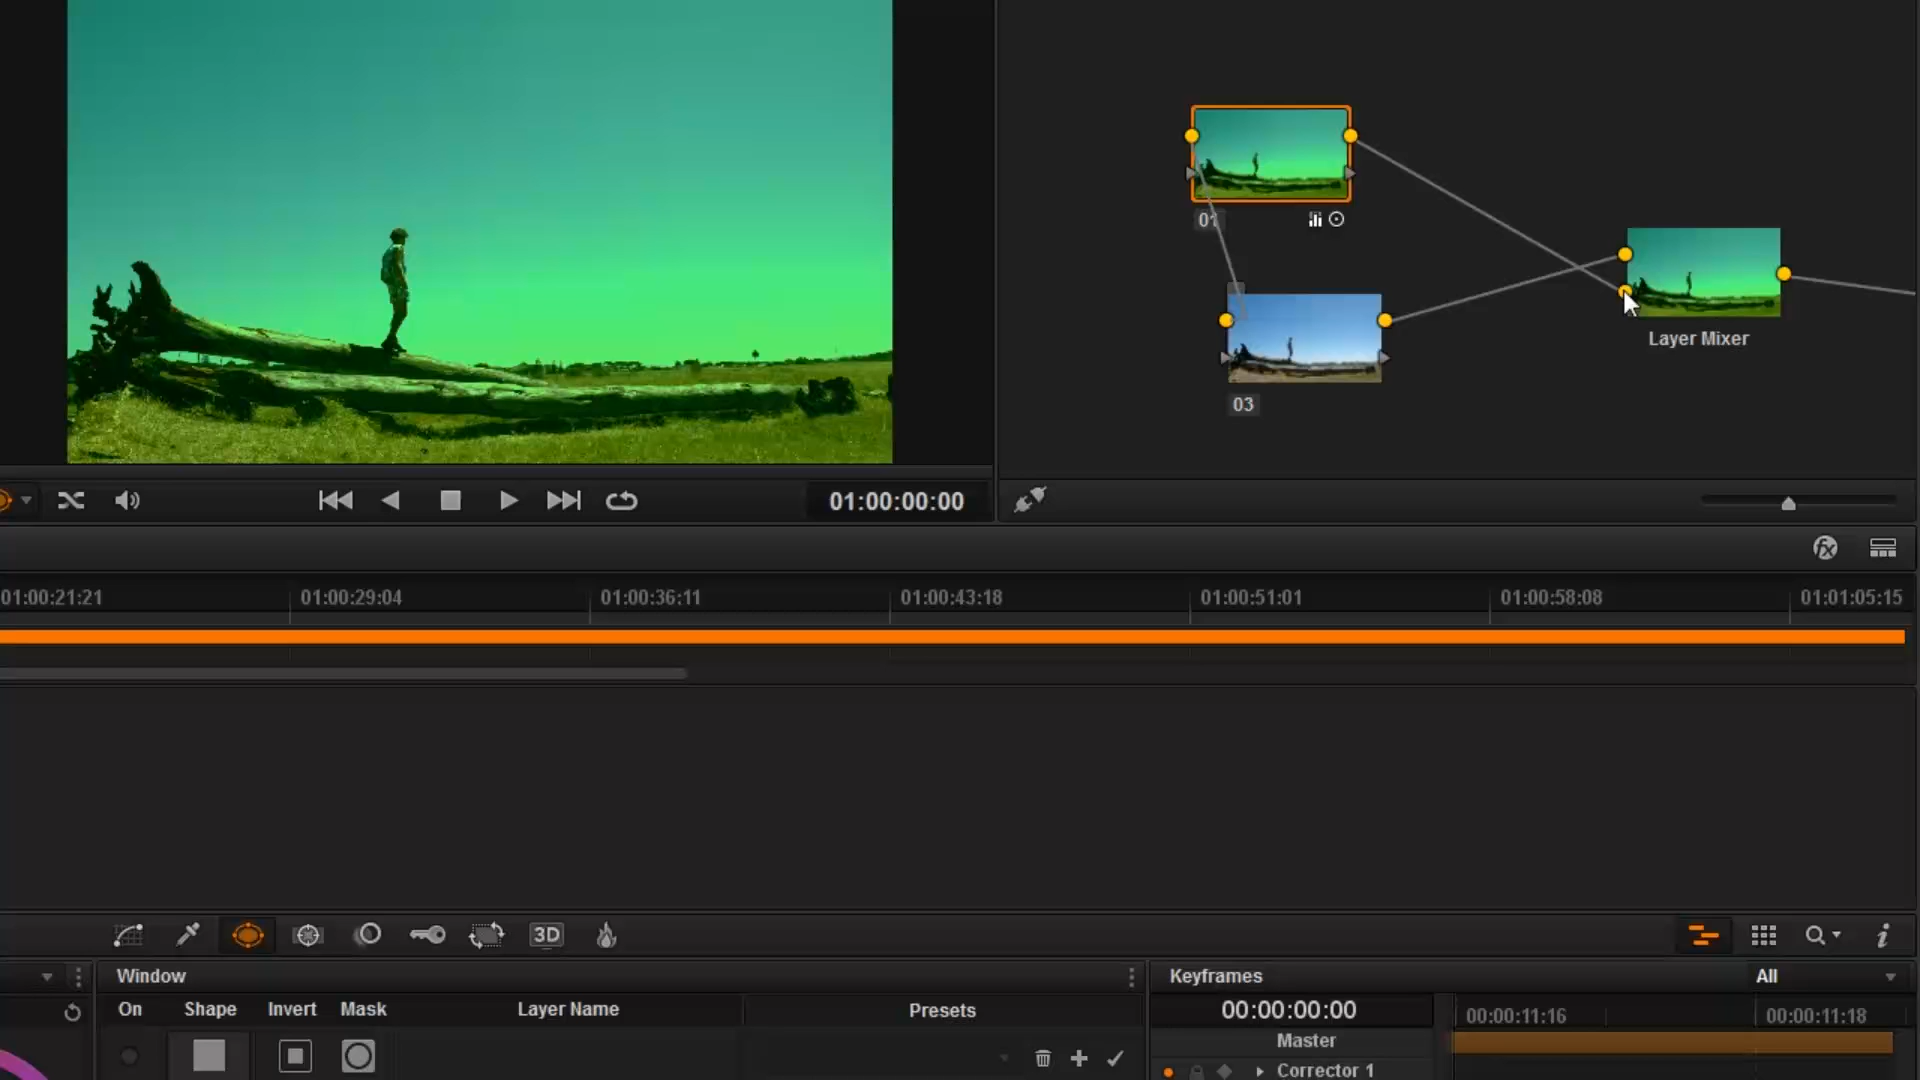 01
03
Layer Mixer
01:00:00:00
fx
01:00:21:21 01:00:29:04 01:00:36:11 01:00:43:18 01:00:51:01 01:00:58:08 01:01:05:15
3D
i
Window
Keyframes All
On Shape Invert Mask Layer Name Presets
00:00:00:00 00:00:11:16 00:00:11:18
Master
Corrector 1